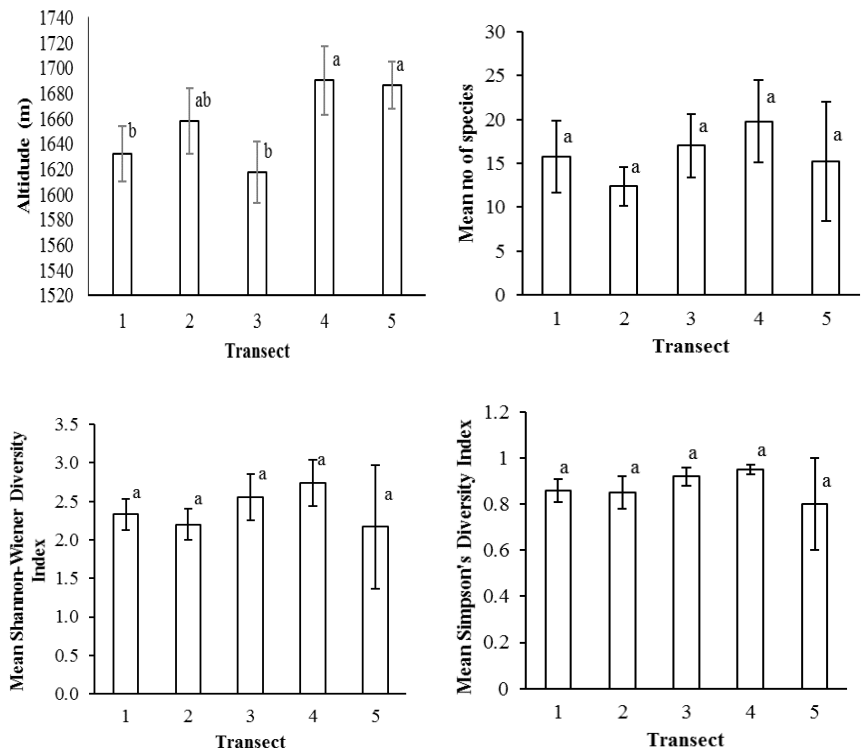 Altidude (m)
1740
1720
1700
1680
1660
1640
1620
1600
1580
1560
1540
1520
b
ab
b
a
a
1 2 3 4 5
Transect
Mean no of species
30
25
20
15
10
5
0
a
a
a
a
a
1 2 3 4 5
Transect
Mean Shannon-Wiener Diversity
Index
3.5
3.0
2.5
2.0
1.5
1.0
0.5
0.0
a
a
a
a
a
1 2 3 4 5
Transect
Mean Simpson's Diversity Index
1.2
1
0.8
0.6
0.4
0.2
0
a
a
a
a
a
1 2 3 4 5
Transect